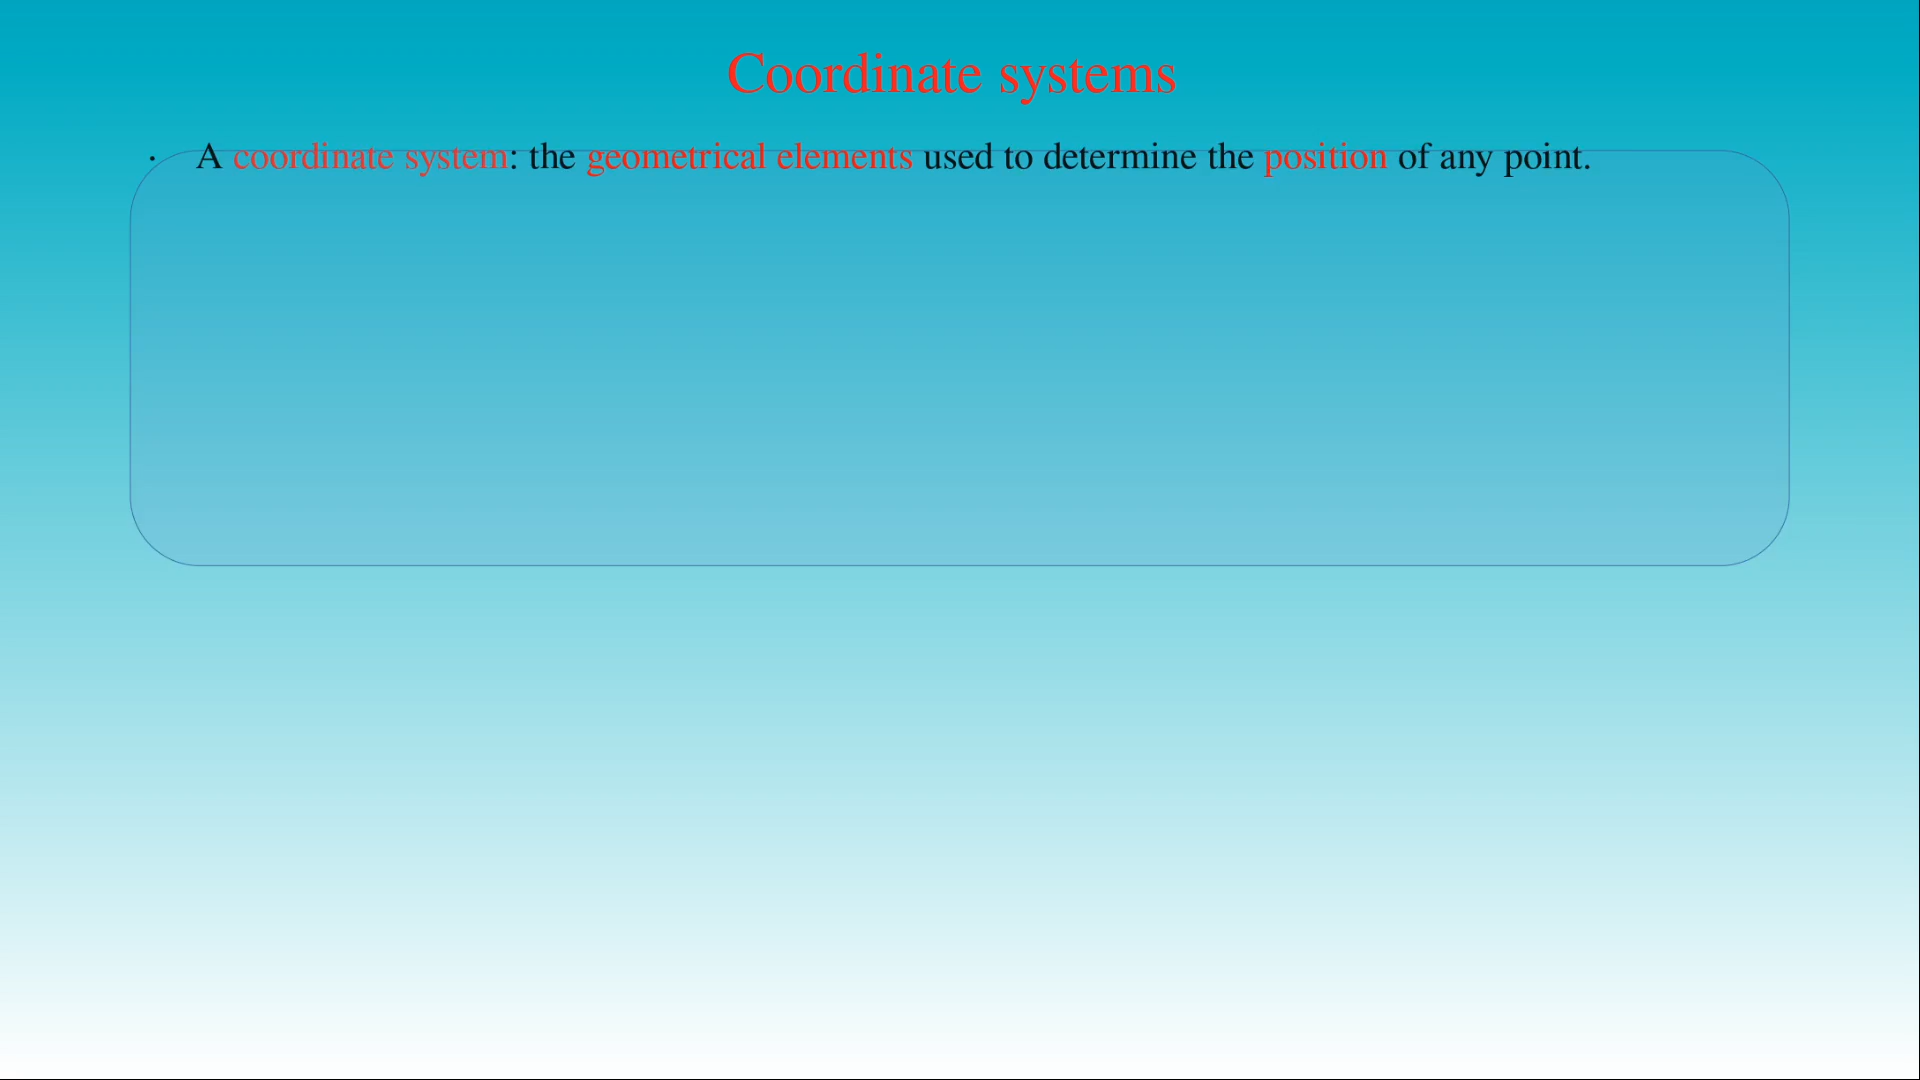 Coordinate systems
· A coordinate system: the geometrical elements used to determine the position of any point.